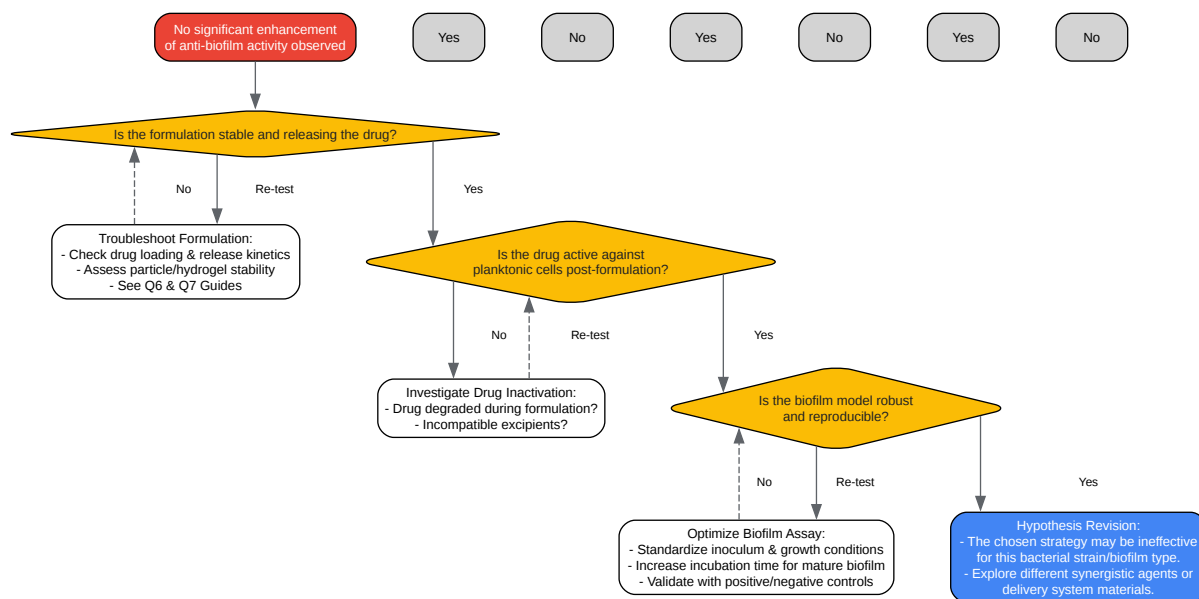 No significant enhancement
of anti-biofilm activity observed
Yes
No
Yes
No
Yes
No
Is the formulation stable and releasing the drug?
No
Re-test
Yes
Troubleshoot Formulation:
- Check drug loading & release kinetics
- Assess particle/hydrogel stability
- See Q6 & Q7 Guides
Is the drug active against
planktonic cells post-formulation?
No
Re-test
Yes
Investigate Drug Inactivation:
- Drug degraded during formulation?
- Incompatible excipients?
Is the biofilm model robust
and reproducible?
No
Re-test
Yes
Optimize Biofilm Assay:
- Standardize inoculum & growth conditions
- Increase incubation time for mature biofilm
- Validate with positive/negative controls
Hypothesis Revision:
- The chosen strategy may be ineffective
for this bacterial strain/biofilm type.
- Explore different synergistic agents or
delivery system materials.